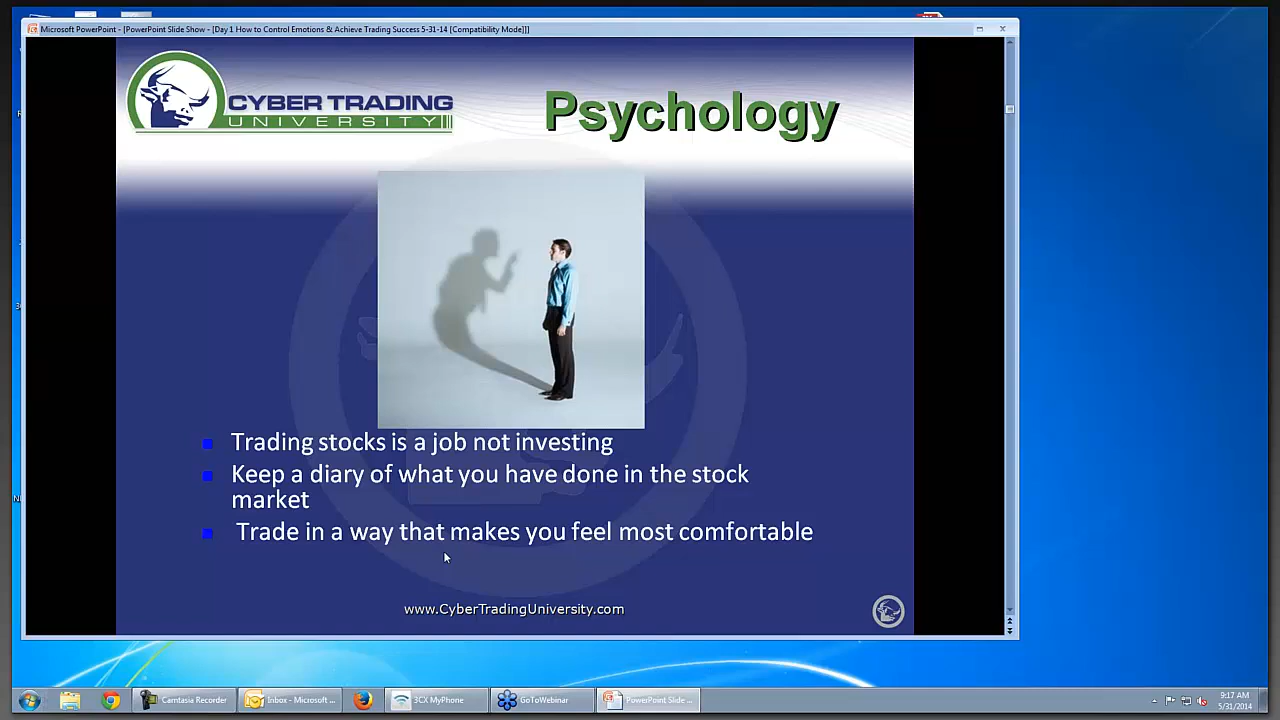 Microsoft PowerPoint - [PowerPoint Slide Show - [Day 1 How to Control Emotions & Achieve Trading Success 5-31-14 [Compatibility Mode]]]
CYBER TRADING
UNIVERSITY
Psychology
Trading stocks is a job not investing
Keep a diary of what you have done in the stock
market
Trade in a way that makes you feel most comfortable
www.CyberTradingUniversity.com
Camtasia Recorder
Inbox - Microsoft ...
3CX MyPhone
GoToWebinar
PowerPoint Slide ...
9:17 AM
5/31/2014